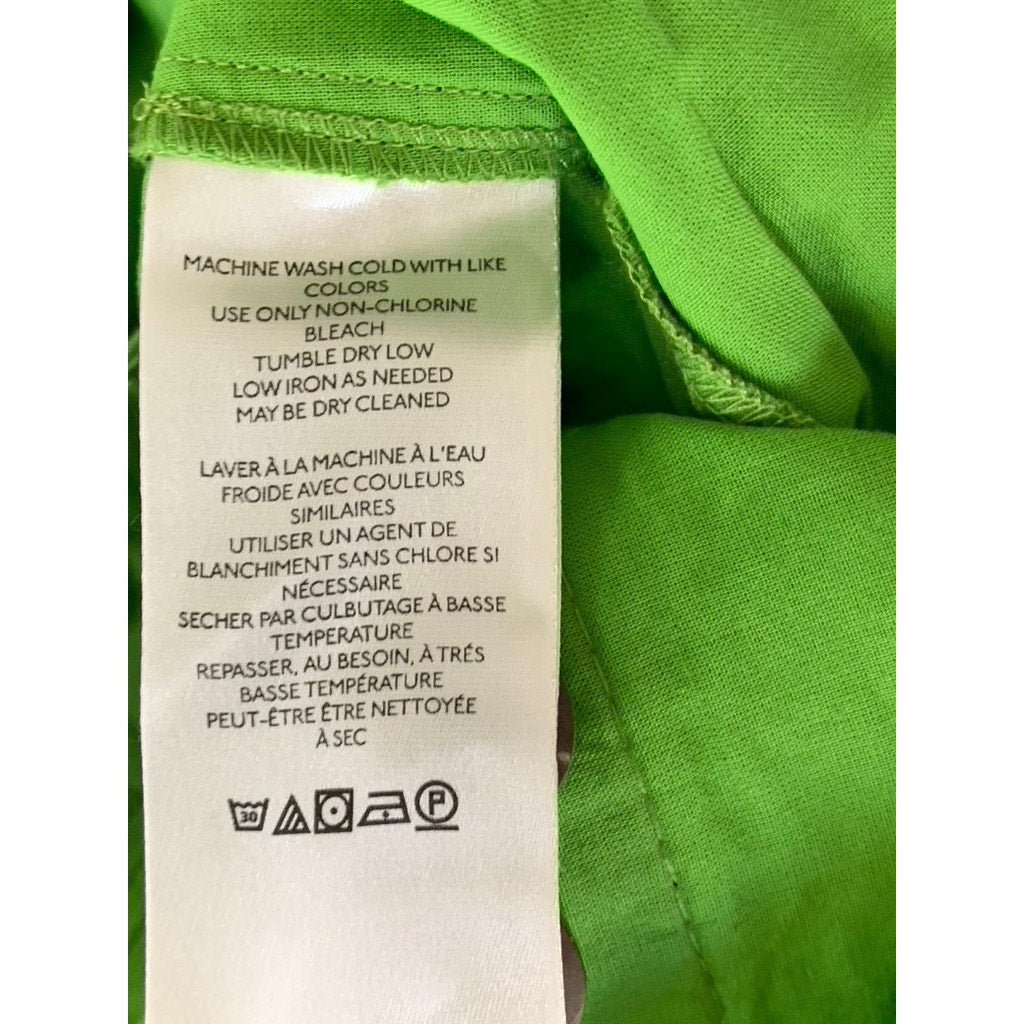 MACHINE WASH COLD WITH LIKE
COLORS
USE ONLY NON-CHLORINE
BLEACH
TUMBLE DRY LOW
LOW IRON AS NEEDED
MAY BE DRY CLEANED
LAVER À LA MACHINE À L'EAU
FROIDE AVEC COULEURS
SIMILAIRES
UTILISER UN AGENT DE
BLANCHIMENT SANS CHLORE SI
NÉCESSAIRE
SECHER PAR CULBUTAGE À BASSE
TEMPERATURE
REPASSER, AU BESOIN, À TRÉS
BASSE TEMPÉRATURE
PEUT-ÊTRE ÊTRE NETTOYÉE
À SEC
30 P